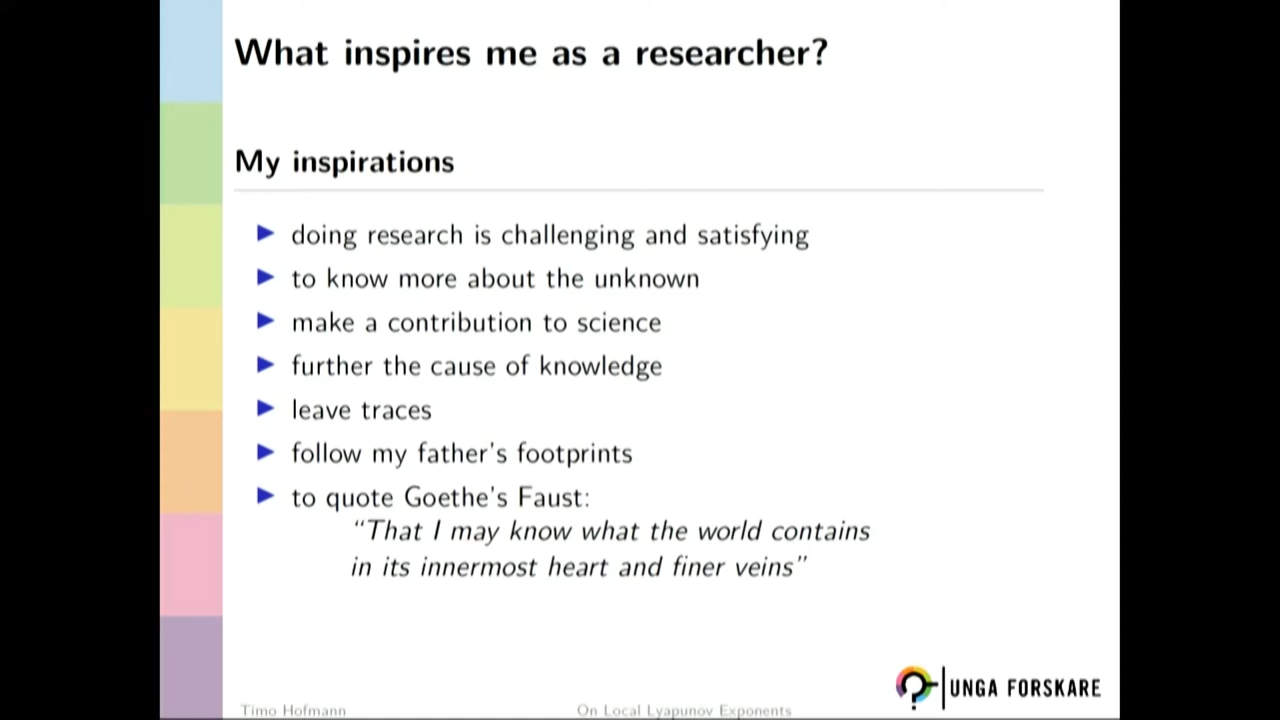 What inspires me as a researcher?
My inspirations
doing research is challenging and satisfying
to know more about the unknown
make a contribution to science
further the cause of knowledge
leave traces
follow my father's footprints
to quote Goethe's Faust:
“That I may know what the world contains
in its innermost heart and finer veins”
UNGA FORSKARE
Timo Hofmann
On Local Lyapunov Exponents